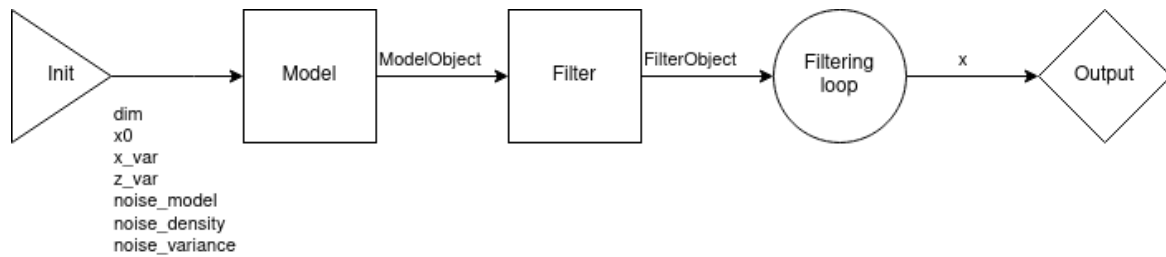 Init
Model
ModelObject
Filter
FilterObject
Filtering
loop
x
Output
dim
x0
x_var
z_var
noise_model
noise_density
noise_variance